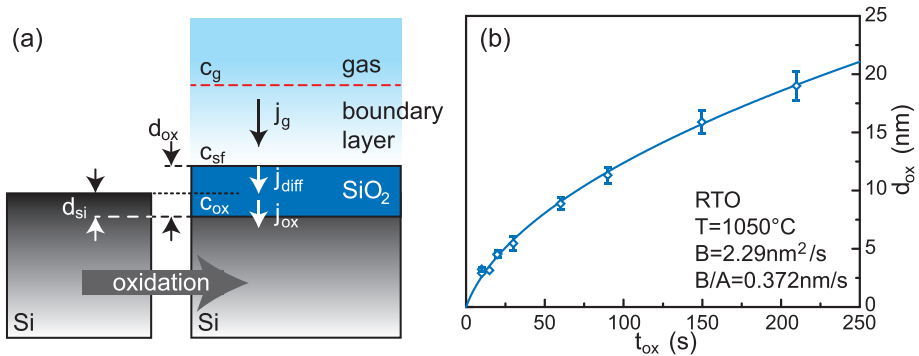 (a)
c_g
gas
j_g
boundary
layer
d_ox
c_sf
j_diff
SiO₂
d_si
c_ox
j_ox
oxidation
Si
Si
(b)
25
20
15
10
5
0
d_ox (nm)
RTO
T=1050°C
B=2.29nm²/s
B/A=0.372nm/s
0 50 100 150 200 250
t_ox (s)